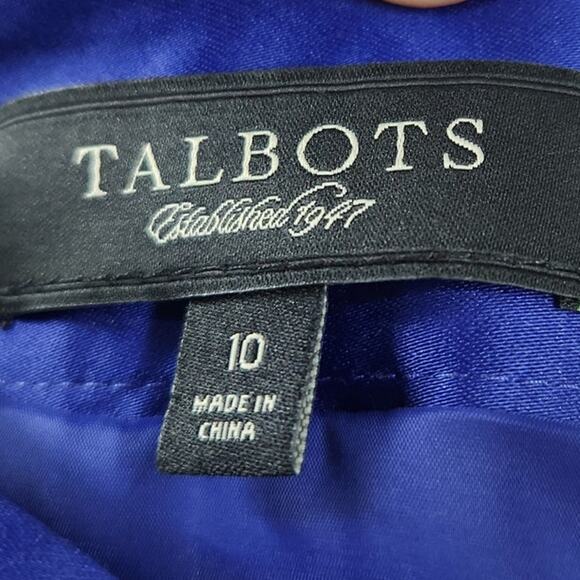 TALBOTS
Established 1947
10
MADE IN
CHINA